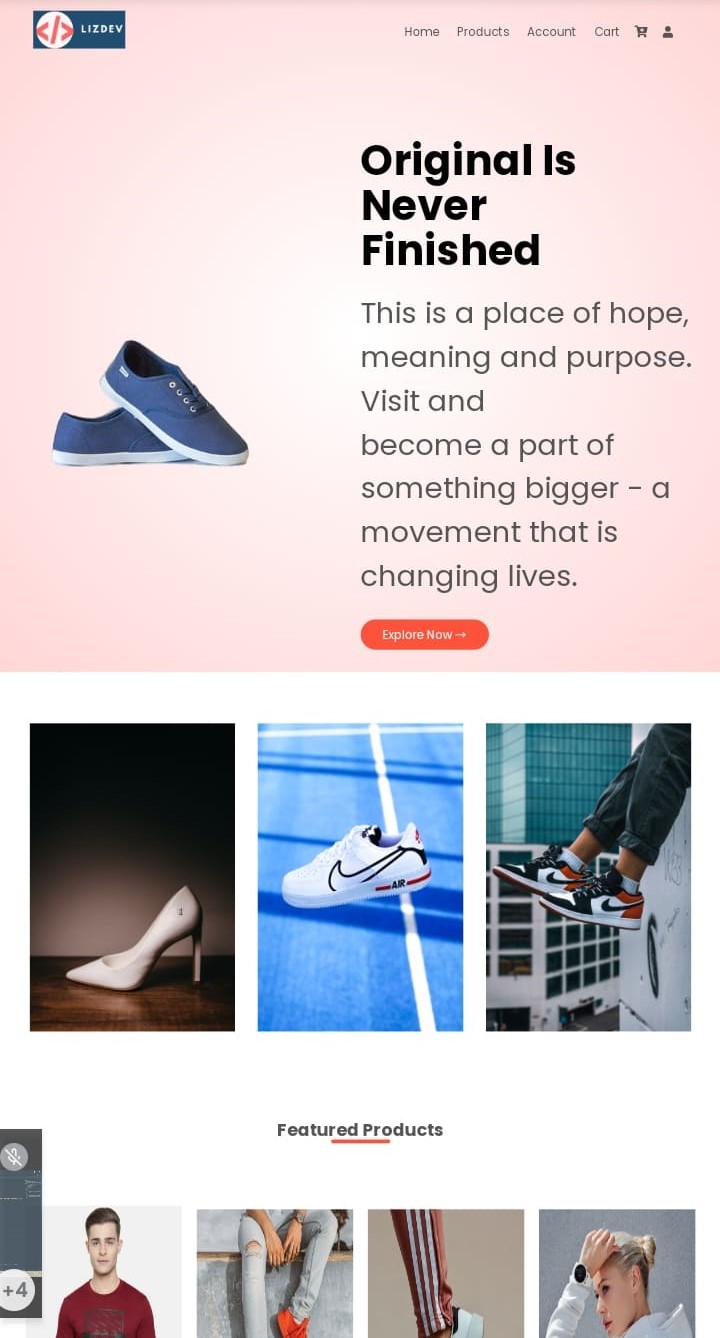 </> LIZDEV
Home Products Account Cart
Original Is
Never
Finished
This is a place of hope,
meaning and purpose.
Visit and
become a part of
something bigger - a
movement that is
changing lives.
Explore Now →
AIR
Featured Products
+4